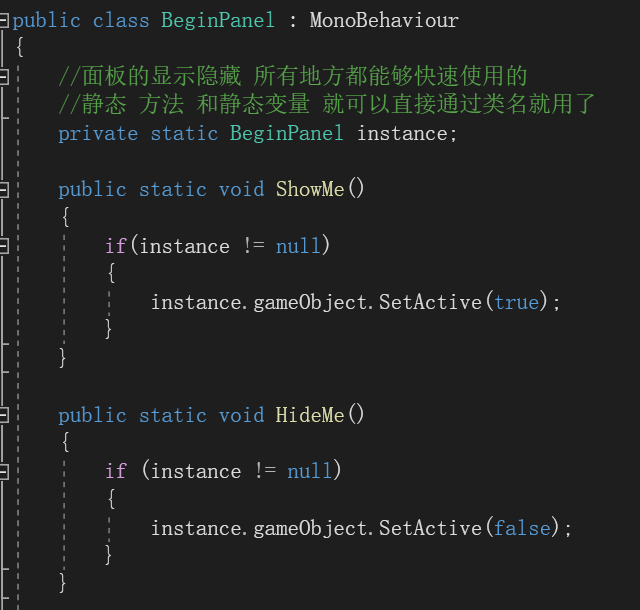 public class BeginPanel : MonoBehaviour
{
//面板的显示隐藏 所有地方都能够快速使用的
//静态 方法 和静态变量 就可以直接通过类名就用了
private static BeginPanel instance;
public static void ShowMe()
{
if(instance != null)
{
instance.gameObject.SetActive(true);
}
}
public static void HideMe()
{
if (instance != null)
{
instance.gameObject.SetActive(false);
}
}